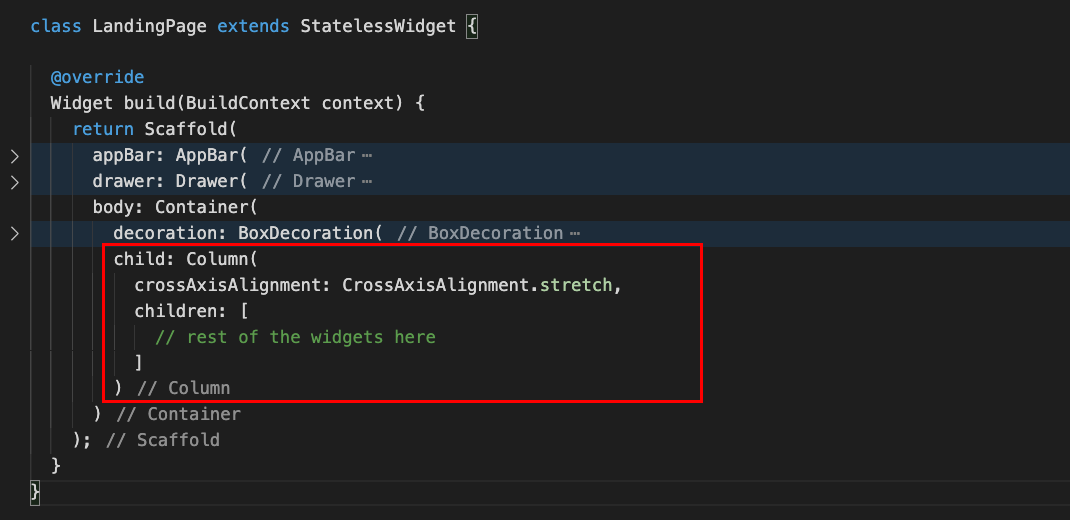 class LandingPage extends StatelessWidget {
@override
Widget build(BuildContext context) {
return Scaffold(
appBar: AppBar( // AppBar ⋯
drawer: Drawer( // Drawer ⋯
body: Container(
decoration: BoxDecoration( // BoxDecoration ⋯
child: Column(
crossAxisAlignment: CrossAxisAlignment.stretch,
children: [
// rest of the widgets here
]
) // Column
) // Container
); // Scaffold
}
}